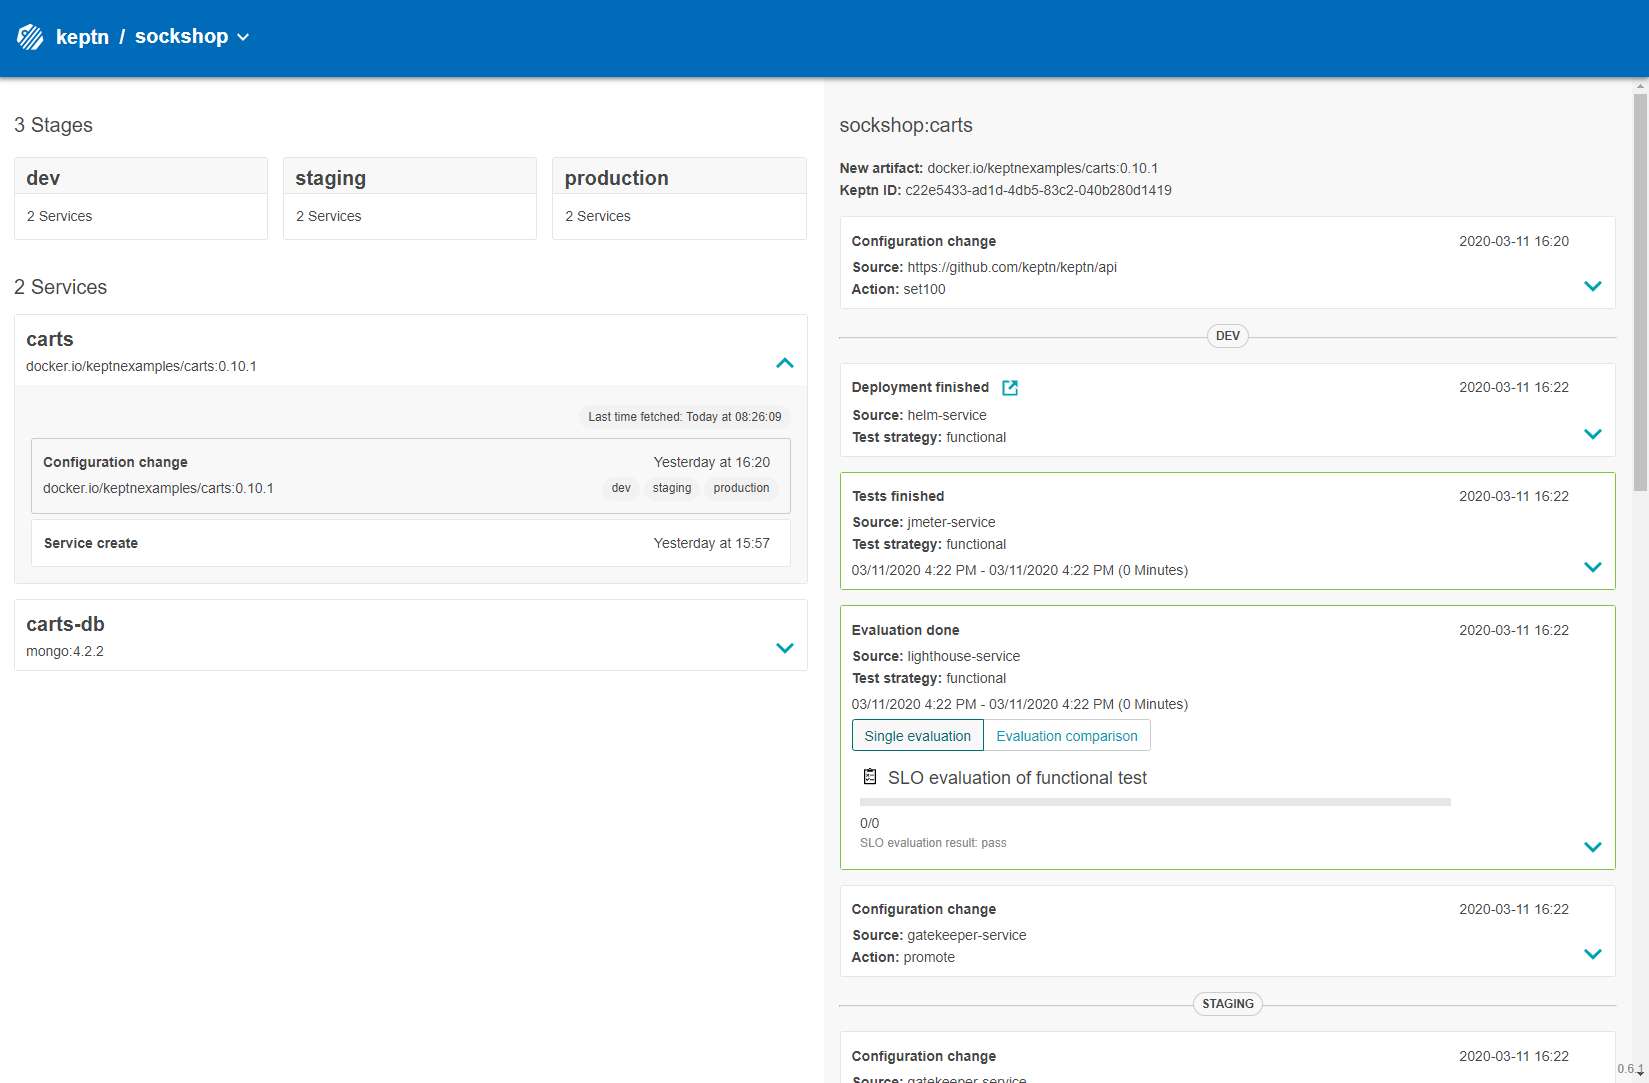 keptn / sockshop
3 Stages
dev
2 Services
staging
2 Services
production
2 Services
2 Services
carts
docker.io/keptnexamples/carts:0.10.1
Last time fetched: Today at 08:26:09
Configuration change
Yesterday at 16:20
docker.io/keptnexamples/carts:0.10.1
dev staging production
Service create
Yesterday at 15:57
carts-db
mongo:4.2.2
sockshop:carts
New artifact: docker.io/keptnexamples/carts:0.10.1
Keptn ID: c22e5433-ad1d-4db5-83c2-040b280d1419
Configuration change
2020-03-11 16:20
Source: https://github.com/keptn/keptn/api
Action: set100
DEV
Deployment finished
2020-03-11 16:22
Source: helm-service
Test strategy: functional
Tests finished
2020-03-11 16:22
Source: jmeter-service
Test strategy: functional
03/11/2020 4:22 PM - 03/11/2020 4:22 PM (0 Minutes)
Evaluation done
2020-03-11 16:22
Source: lighthouse-service
Test strategy: functional
03/11/2020 4:22 PM - 03/11/2020 4:22 PM (0 Minutes)
Single evaluation
Evaluation comparison
SLO evaluation of functional test
0/0
SLO evaluation result: pass
Configuration change
2020-03-11 16:22
Source: gatekeeper-service
Action: promote
STAGING
Configuration change
2020-03-11 16:22
Source: gatekeeper-service
0.6.1